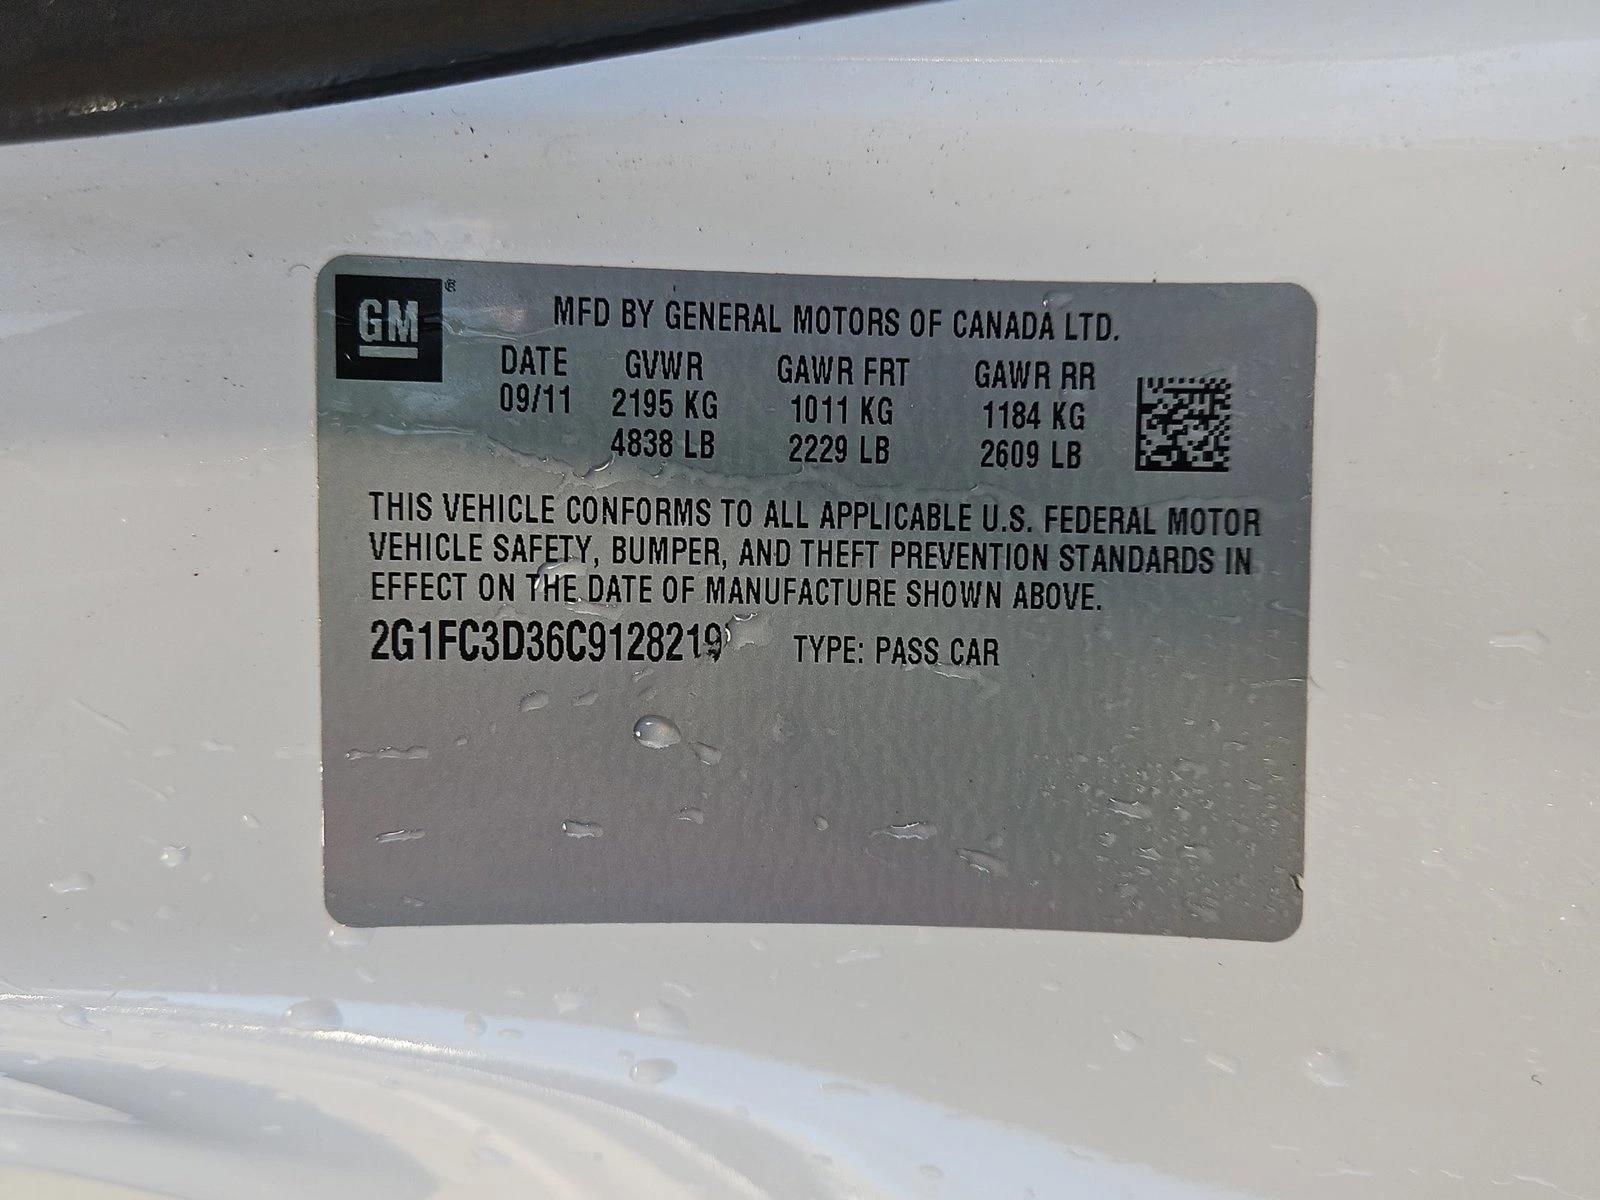 GM ®
MFD BY GENERAL MOTORS OF CANADA LTD.
DATE GVWR GAWR FRT GAWR RR
09/11 2195 KG 1011 KG 1184 KG
4838 LB 2229 LB 2609 LB
THIS VEHICLE CONFORMS TO ALL APPLICABLE U.S. FEDERAL MOTOR
VEHICLE SAFETY, BUMPER, AND THEFT PREVENTION STANDARDS IN
EFFECT ON THE DATE OF MANUFACTURE SHOWN ABOVE.
2G1FC3D36C9128219 TYPE: PASS CAR